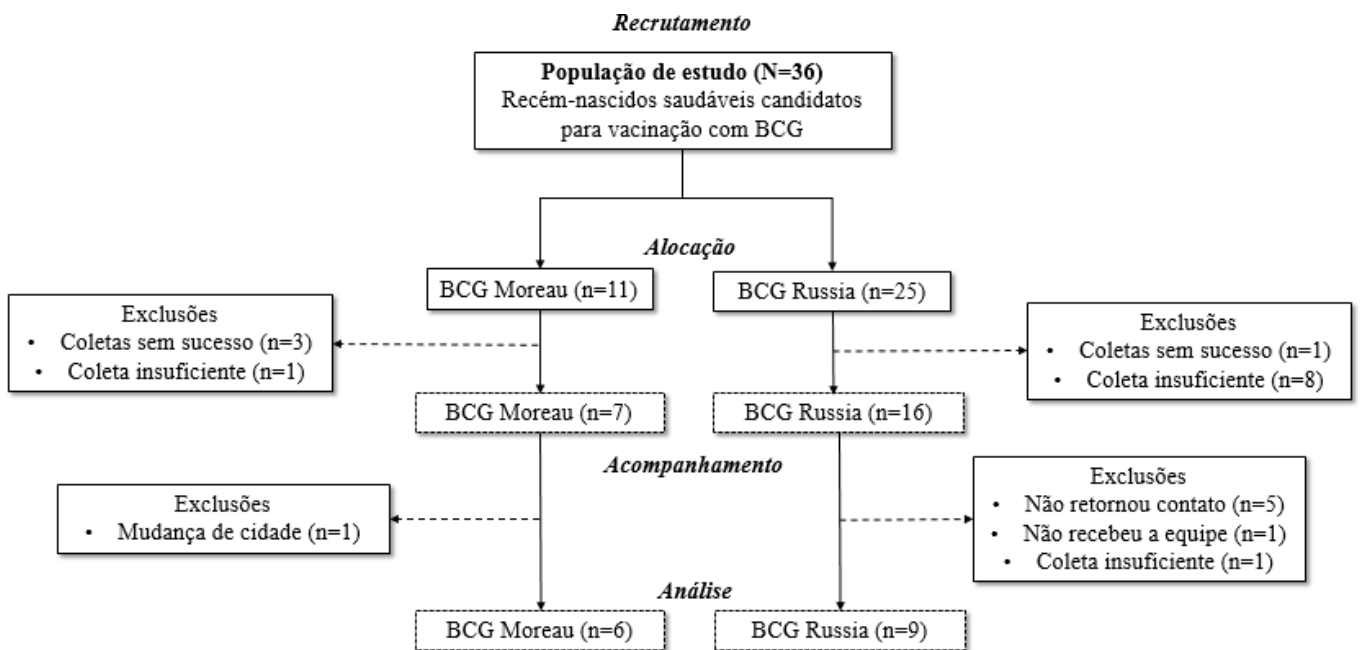 Recrutamento
População de estudo (N=36)
Recém-nascidos saudáveis candidatos
para vacinação com BCG
Alocação
BCG Moreau (n=11)
BCG Russia (n=25)
Exclusões
• Coletas sem sucesso (n=3)
• Coleta insuficiente (n=1)
Exclusões
• Coletas sem sucesso (n=1)
• Coleta insuficiente (n=8)
BCG Moreau (n=7)
BCG Russia (n=16)
Acompanhamento
Exclusões
• Mudança de cidade (n=1)
Exclusões
• Não retornou contato (n=5)
• Não recebeu a equipe (n=1)
• Coleta insuficiente (n=1)
Análise
BCG Moreau (n=6)
BCG Russia (n=9)